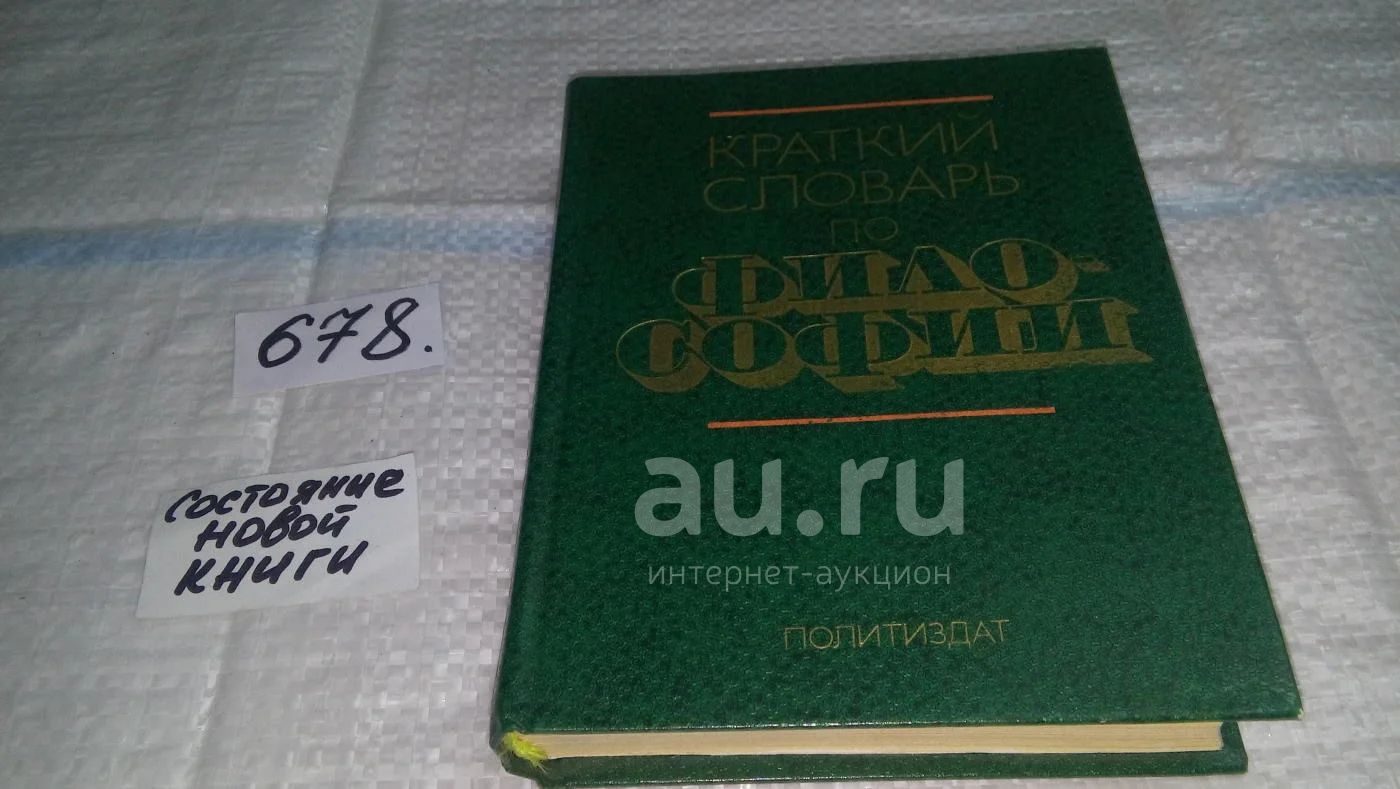 КРАТКИЙ
СЛОВАРЬ
ПО
ФИЛО-
СОФИИ
678.
СОСТОЯНИЕ
НОВОЙ
КНИГИ
au.ru
интернет-аукцион
ПОЛИТИЗДАТ